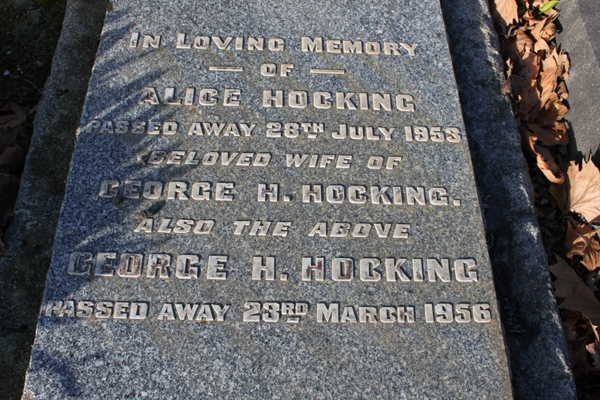 In Loving Memory
of
Alice Hocking
Passed away 28th July 1953
Beloved wife of
George H. Hocking.
Also the above
George H. Hocking
Passed away 23rd March 1956